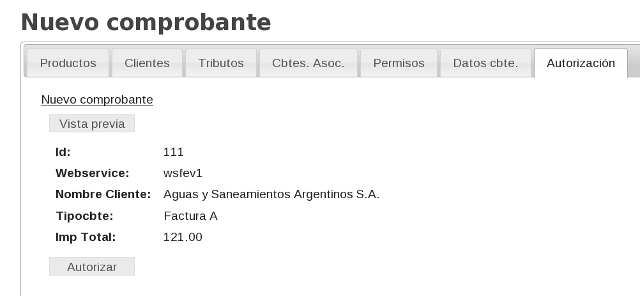 Nuevo comprobante
Productos Clientes Tributos Cbtes. Asoc. Permisos Datos cbte. Autorización
Nuevo comprobante
Vista previa
Id: 111
Webservice: wsfev1
Nombre Cliente: Aguas y Saneamientos Argentinos S.A.
Tipocbte: Factura A
Imp Total: 121.00
Autorizar